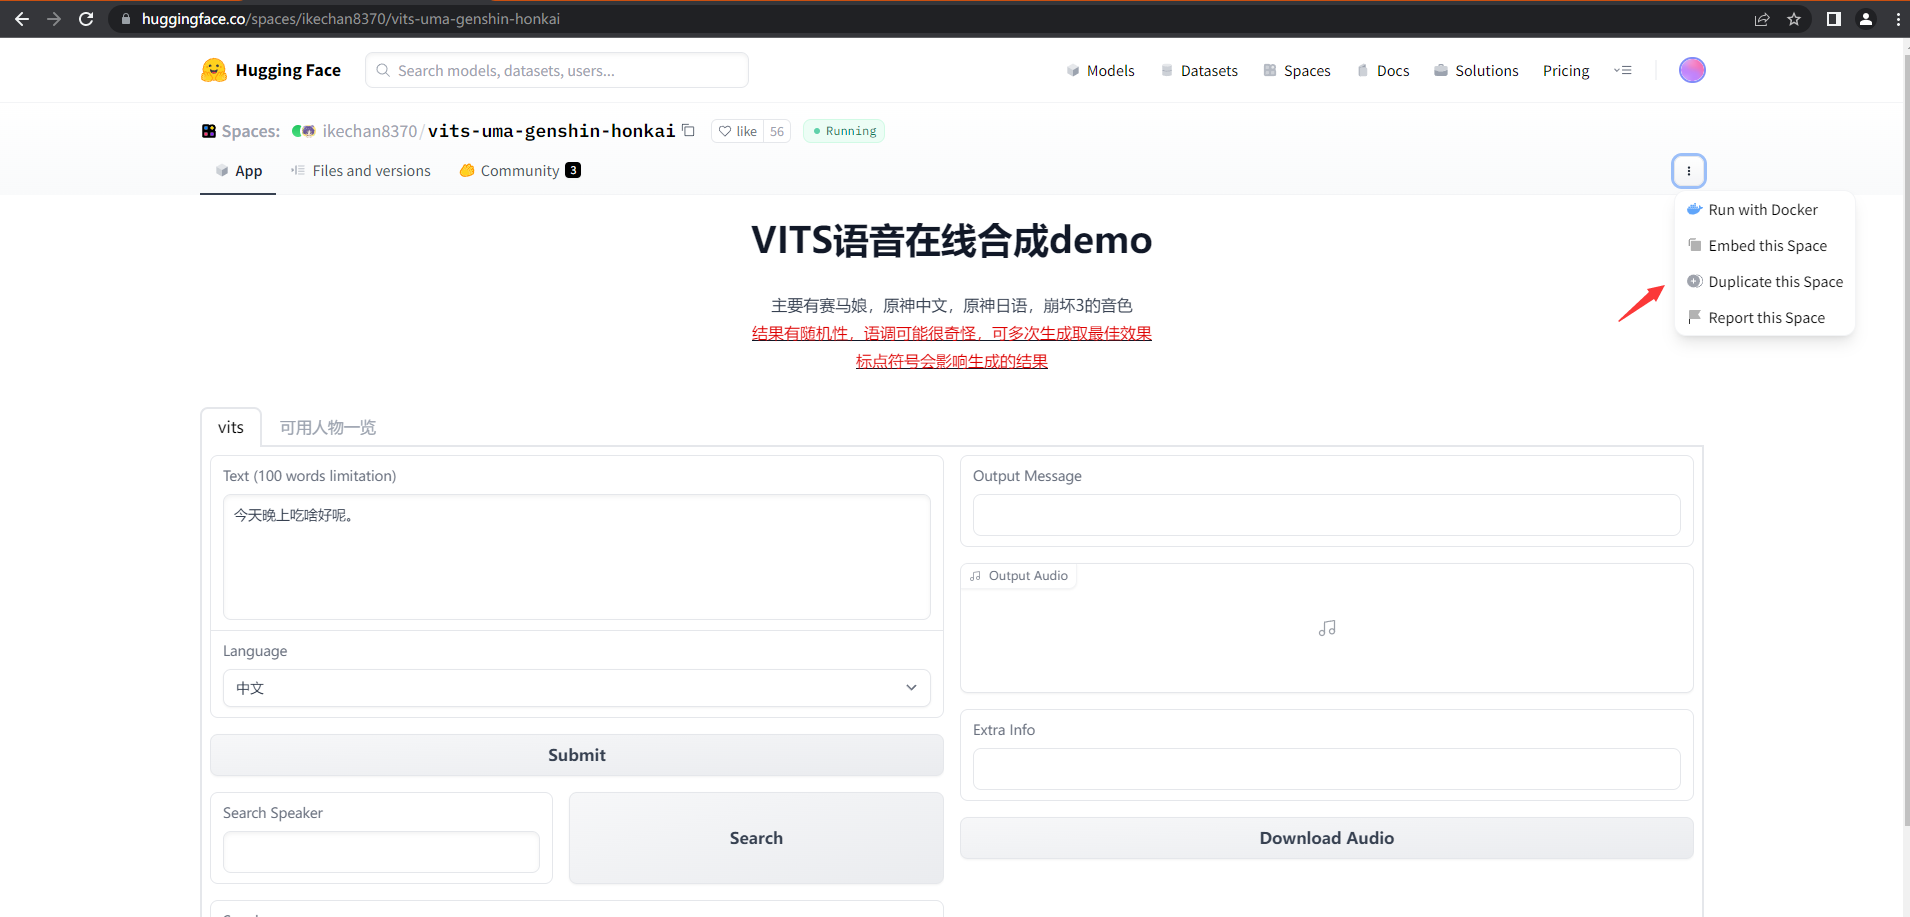 huggingface.co/spaces/ikechan8370/vits-uma-genshin-honkai
Hugging Face
Search models, datasets, users...
Models
Datasets
Spaces
Docs
Solutions
Pricing
Spaces: ikechan8370/vits-uma-genshin-honkai
like 56
Running
App
Files and versions
Community 3
Run with Docker
Embed this Space
Duplicate this Space
Report this Space
VITS语音在线合成demo
主要有赛马娘，原神中文，原神日语，崩坏3的音色
结果有随机性，语调可能很奇怪，可多次生成取最佳效果
标点符号会影响生成的结果
vits
可用人物一览
Text (100 words limitation)
今天晚上吃啥好呢。
Language
中文
Submit
Search Speaker
Search
Output Message
Output Audio
Extra Info
Download Audio